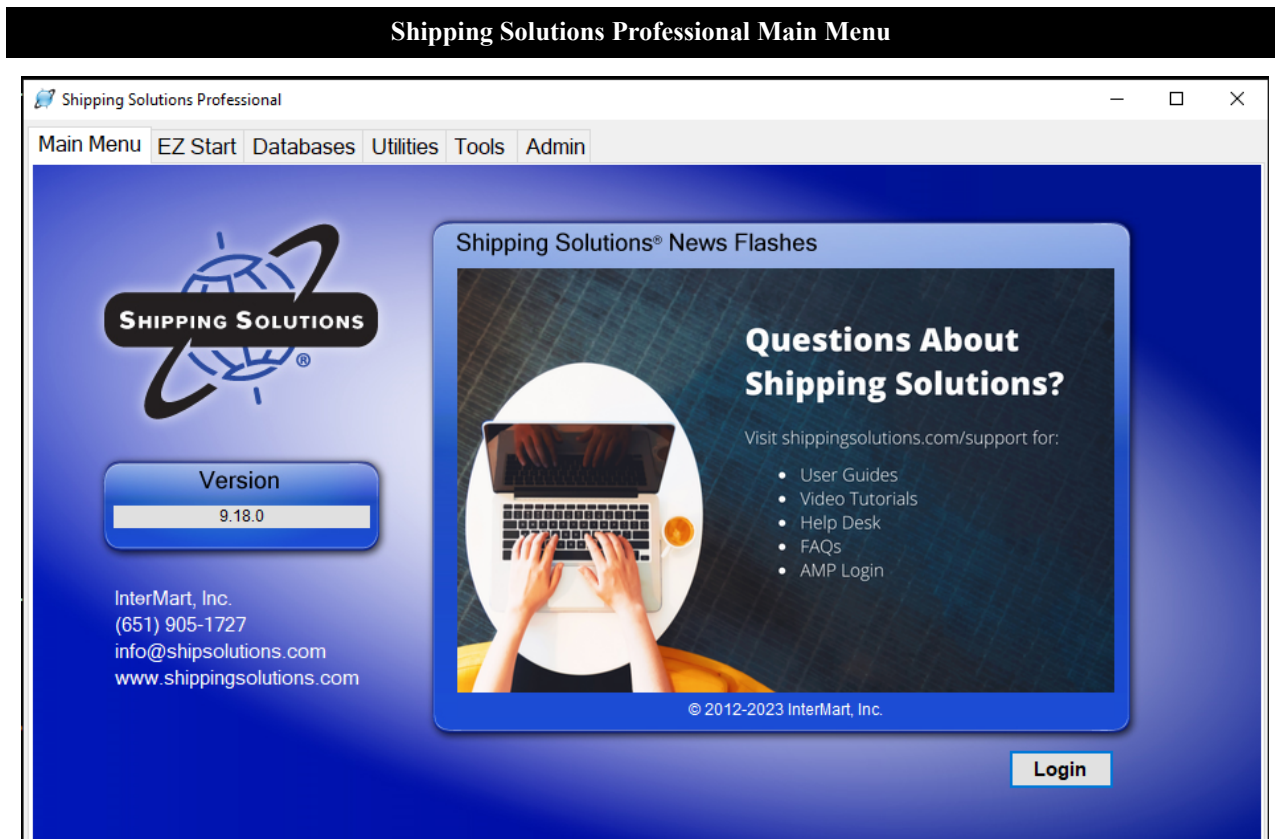 Shipping Solutions Professional Main Menu
Shipping Solutions Professional
Main Menu EZ Start Databases Utilities Tools Admin
SHIPPING SOLUTIONS
®
Version
9.18.0
InterMart, Inc.
(651) 905-1727
info@shipsolutions.com
www.shippingsolutions.com
Shipping Solutions® News Flashes
Questions About
Shipping Solutions?
Visit shippingsolutions.com/support for:
• User Guides
• Video Tutorials
• Help Desk
• FAQs
• AMP Login
© 2012-2023 InterMart, Inc.
Login